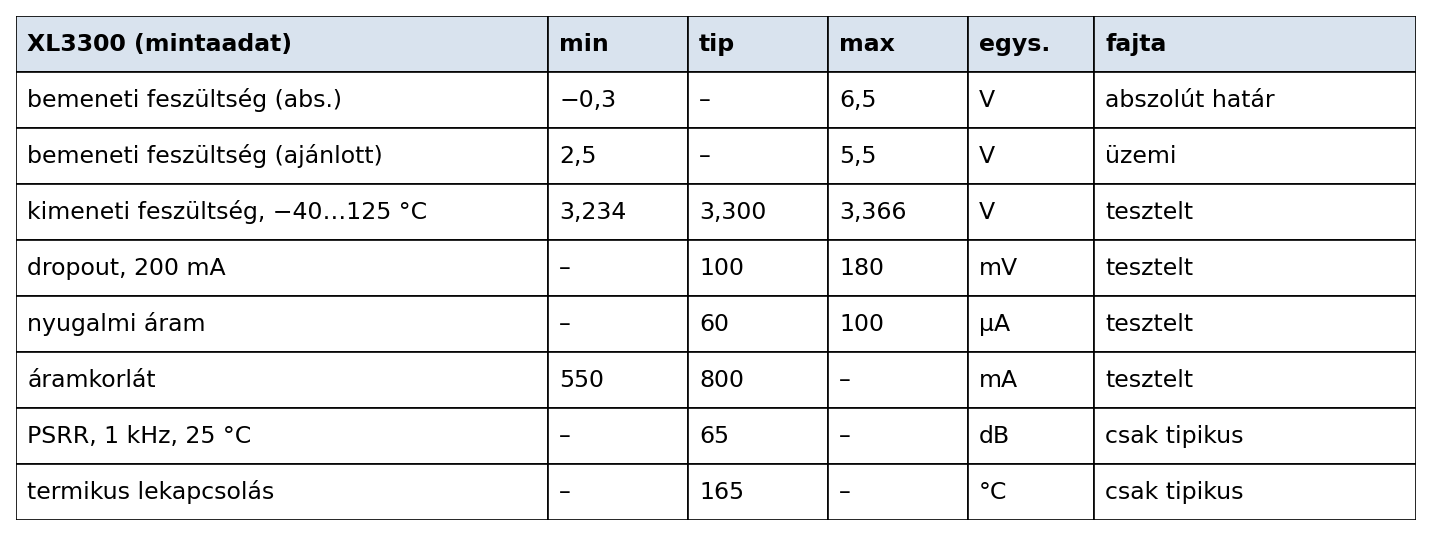 XL3300 (mintaadat) min tip max egys. fajta
bemeneti feszültség (abs.) −0,3 – 6,5 V abszolút határ
bemeneti feszültség (ajánlott) 2,5 – 5,5 V üzemi
kimeneti feszültség, −40…125 °C 3,234 3,300 3,366 V tesztelt
dropout, 200 mA – 100 180 mV tesztelt
nyugalmi áram – 60 100 µA tesztelt
áramkorlát 550 800 – mA tesztelt
PSRR, 1 kHz, 25 °C – 65 – dB csak tipikus
termikus lekapcsolás – 165 – °C csak tipikus